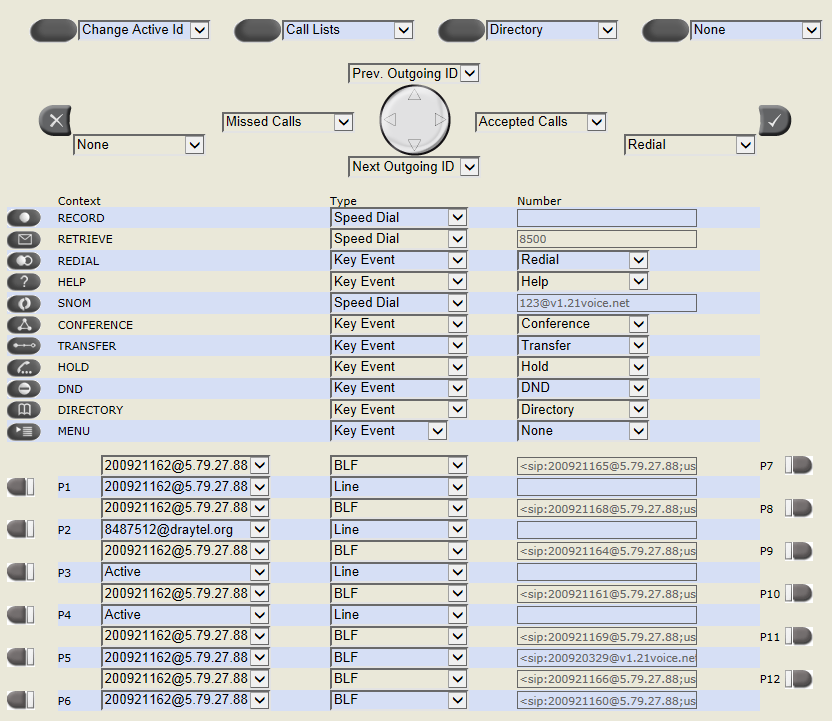 Change Active Id Call Lists Directory None
Prev. Outgoing ID
Missed Calls Accepted Calls
None Redial
Next Outgoing ID
Context Type Number
RECORD Speed Dial
RETRIEVE Speed Dial 8500
REDIAL Key Event Redial
HELP Key Event Help
SNOM Speed Dial 123@v1.21voice.net
CONFERENCE Key Event Conference
TRANSFER Key Event Transfer
HOLD Key Event Hold
DND Key Event DND
DIRECTORY Key Event Directory
MENU Key Event None
200921162@5.79.27.88 BLF <sip:200921165@5.79.27.88;us P7
P1 200921162@5.79.27.88 Line
200921162@5.79.27.88 BLF <sip:200921168@5.79.27.88;us P8
P2 8487512@draytel.org Line
200921162@5.79.27.88 BLF <sip:200921164@5.79.27.88;us P9
P3 Active Line
200921162@5.79.27.88 BLF <sip:200921161@5.79.27.88;us P10
P4 Active Line
200921162@5.79.27.88 BLF <sip:200921169@5.79.27.88;us P11
P5 200921162@5.79.27.88 BLF <sip:200920329@v1.21voice.net
200921162@5.79.27.88 BLF <sip:200921166@5.79.27.88;us P12
P6 200921162@5.79.27.88 BLF <sip:200921160@5.79.27.88;us